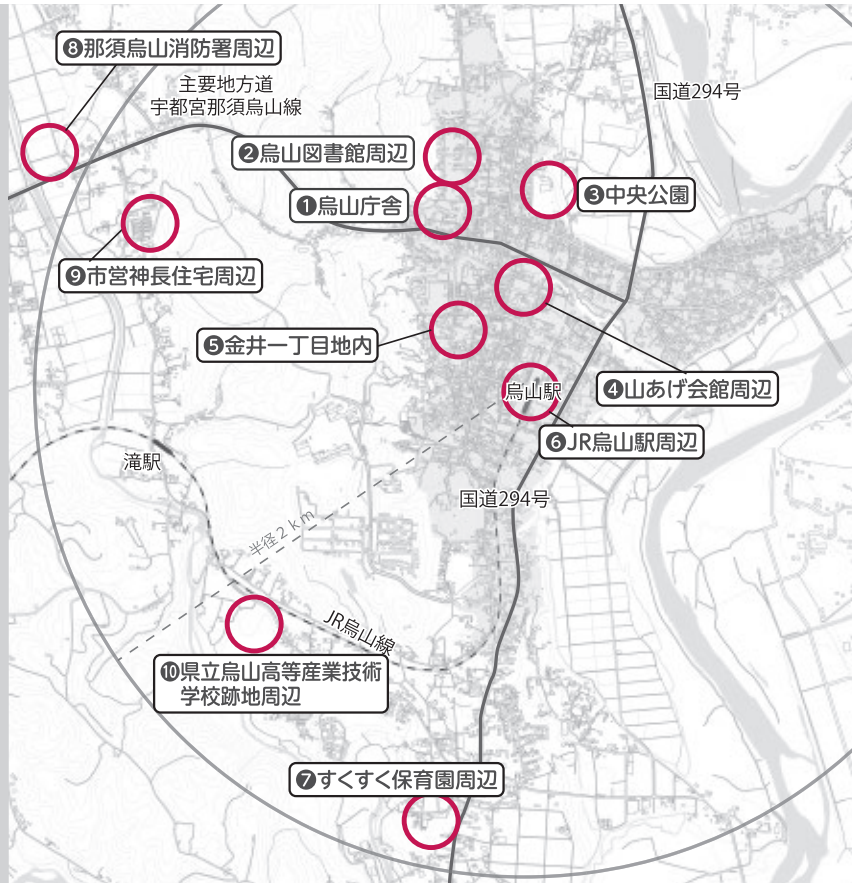 ❽那須烏山消防署周辺
主要地方道
宇都宮那須烏山線
国道294号
❷烏山図書館周辺
❶烏山庁舎
❸中央公園
❾市営神長住宅周辺
❺金井一丁目地内
❹山あげ会館周辺
烏山駅
❻JR烏山駅周辺
滝駅
国道294号
半径2km
JR烏山線
❿県立烏山高等産業技術
学校跡地周辺
❼すくすく保育園周辺